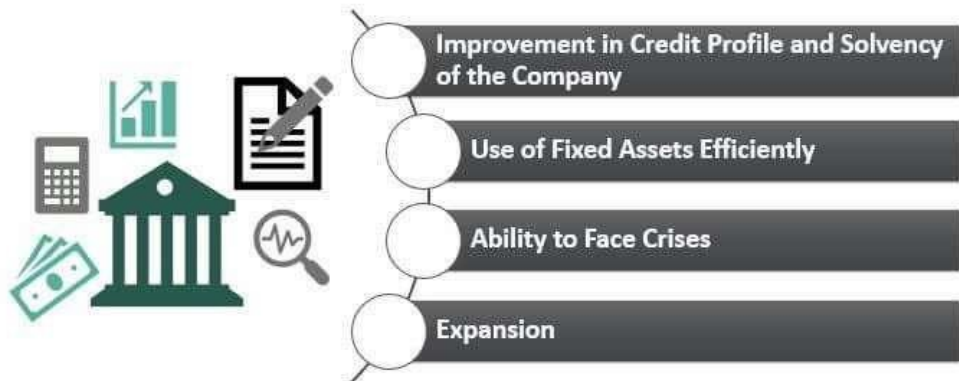 Improvement in Credit Profile and Solvency
of the Company
Use of Fixed Assets Efficiently
Ability to Face Crises
Expansion